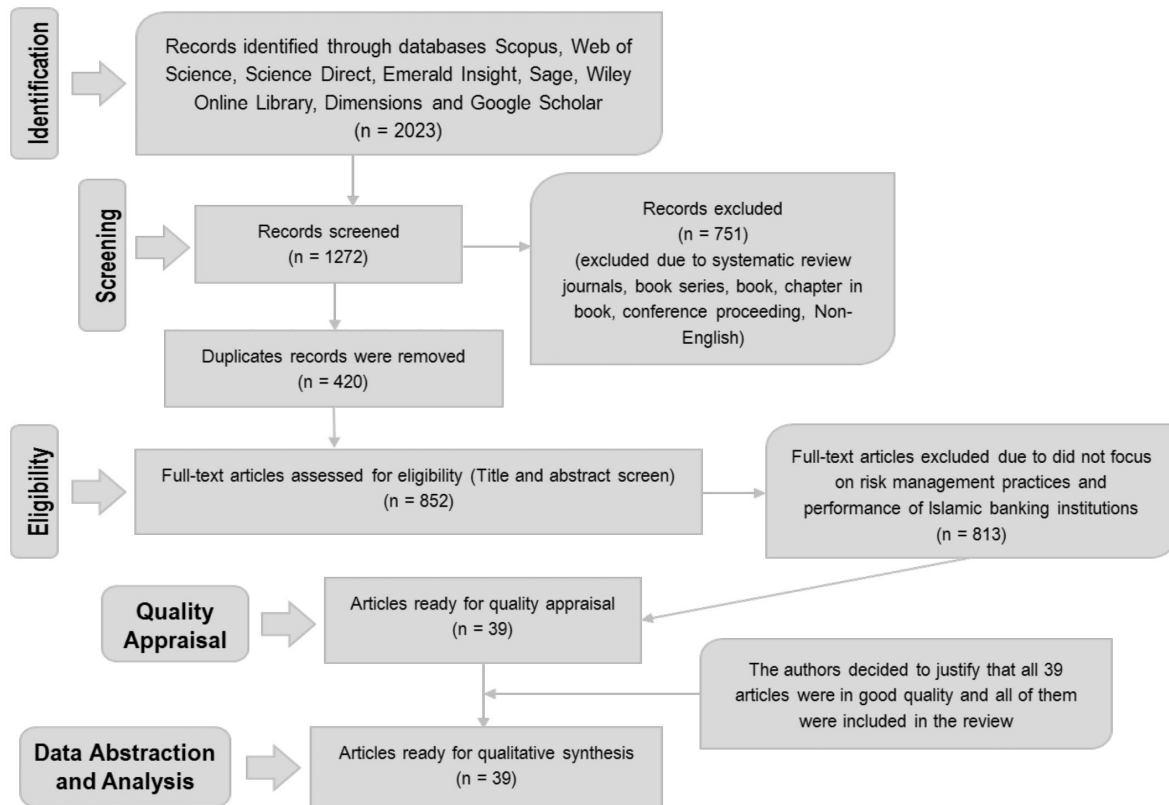 Identification
Records identified through databases Scopus, Web of
Science, Science Direct, Emerald Insight, Sage, Wiley
Online Library, Dimensions and Google Scholar
(n = 2023)
Screening
Records screened
(n = 1272)
Records excluded
(n = 751)
(excluded due to systematic review
journals, book series, book, chapter in
book, conference proceeding, Non-
English)
Duplicates records were removed
(n = 420)
Eligibility
Full-text articles assessed for eligibility (Title and abstract screen)
(n = 852)
Full-text articles excluded due to did not focus
on risk management practices and
performance of Islamic banking institutions
(n = 813)
Quality
Appraisal
Articles ready for quality appraisal
(n = 39)
The authors decided to justify that all 39
articles were in good quality and all of them
were included in the review
Data Abstraction
and Analysis
Articles ready for qualitative synthesis
(n = 39)